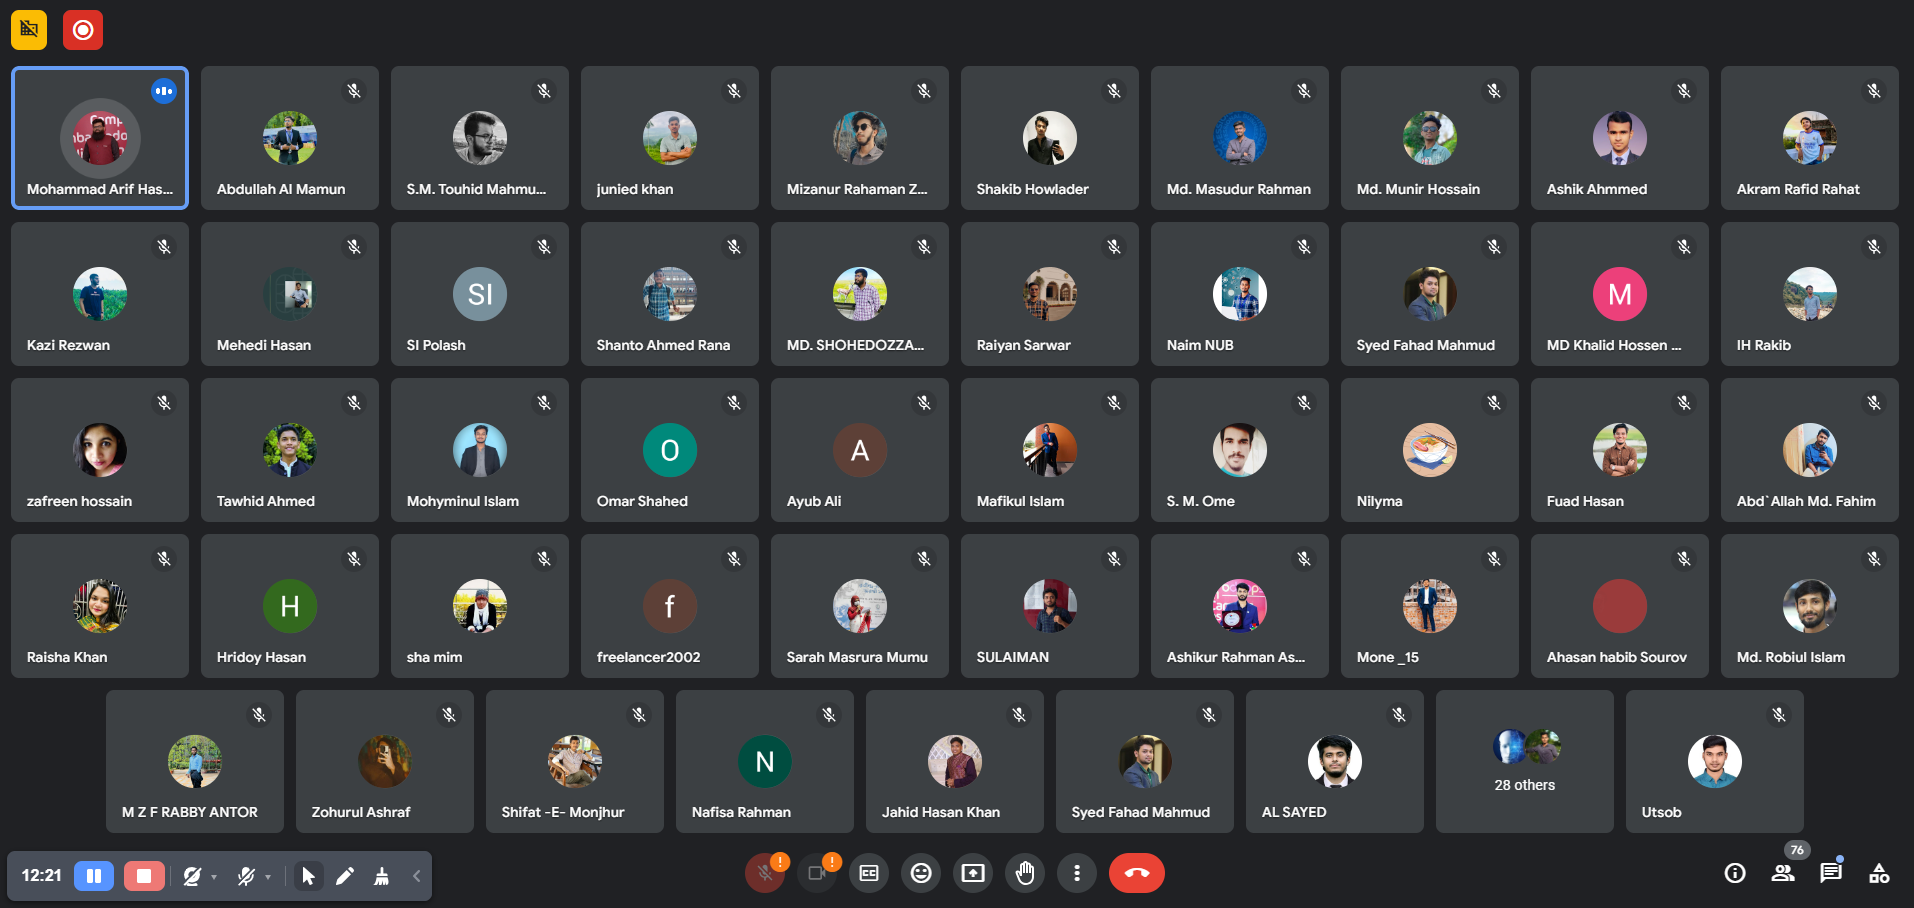 Mohammad Arif Has...
Abdullah Al Mamun
S.M. Touhid Mahmu...
junied khan
Mizanur Rahaman Z...
Shakib Howlader
Md. Masudur Rahman
Md. Munir Hossain
Ashik Ahmmed
Akram Rafid Rahat
Kazi Rezwan
Mehedi Hasan
SI
SI Polash
Shanto Ahmed Rana
MD. SHOHEDOZZA...
Raiyan Sarwar
Naim NUB
Syed Fahad Mahmud
M
MD Khalid Hossen ...
IH Rakib
zafreen hossain
Tawhid Ahmed
Mohyminul Islam
O
Omar Shahed
A
Ayub Ali
Mafikul Islam
S. M. Ome
Nilyma
Fuad Hasan
Abd`Allah Md. Fahim
Raisha Khan
H
Hridoy Hasan
sha mim
f
freelancer2002
Sarah Masrura Mumu
SULAIMAN
Ashikur Rahman As...
Mone _15
Ahasan habib Sourov
Md. Robiul Islam
M Z F RABBY ANTOR
Zohurul Ashraf
Shifat -E- Monjhur
N
Nafisa Rahman
Jahid Hasan Khan
Syed Fahad Mahmud
AL SAYED
28 others
Utsob
12:21
76